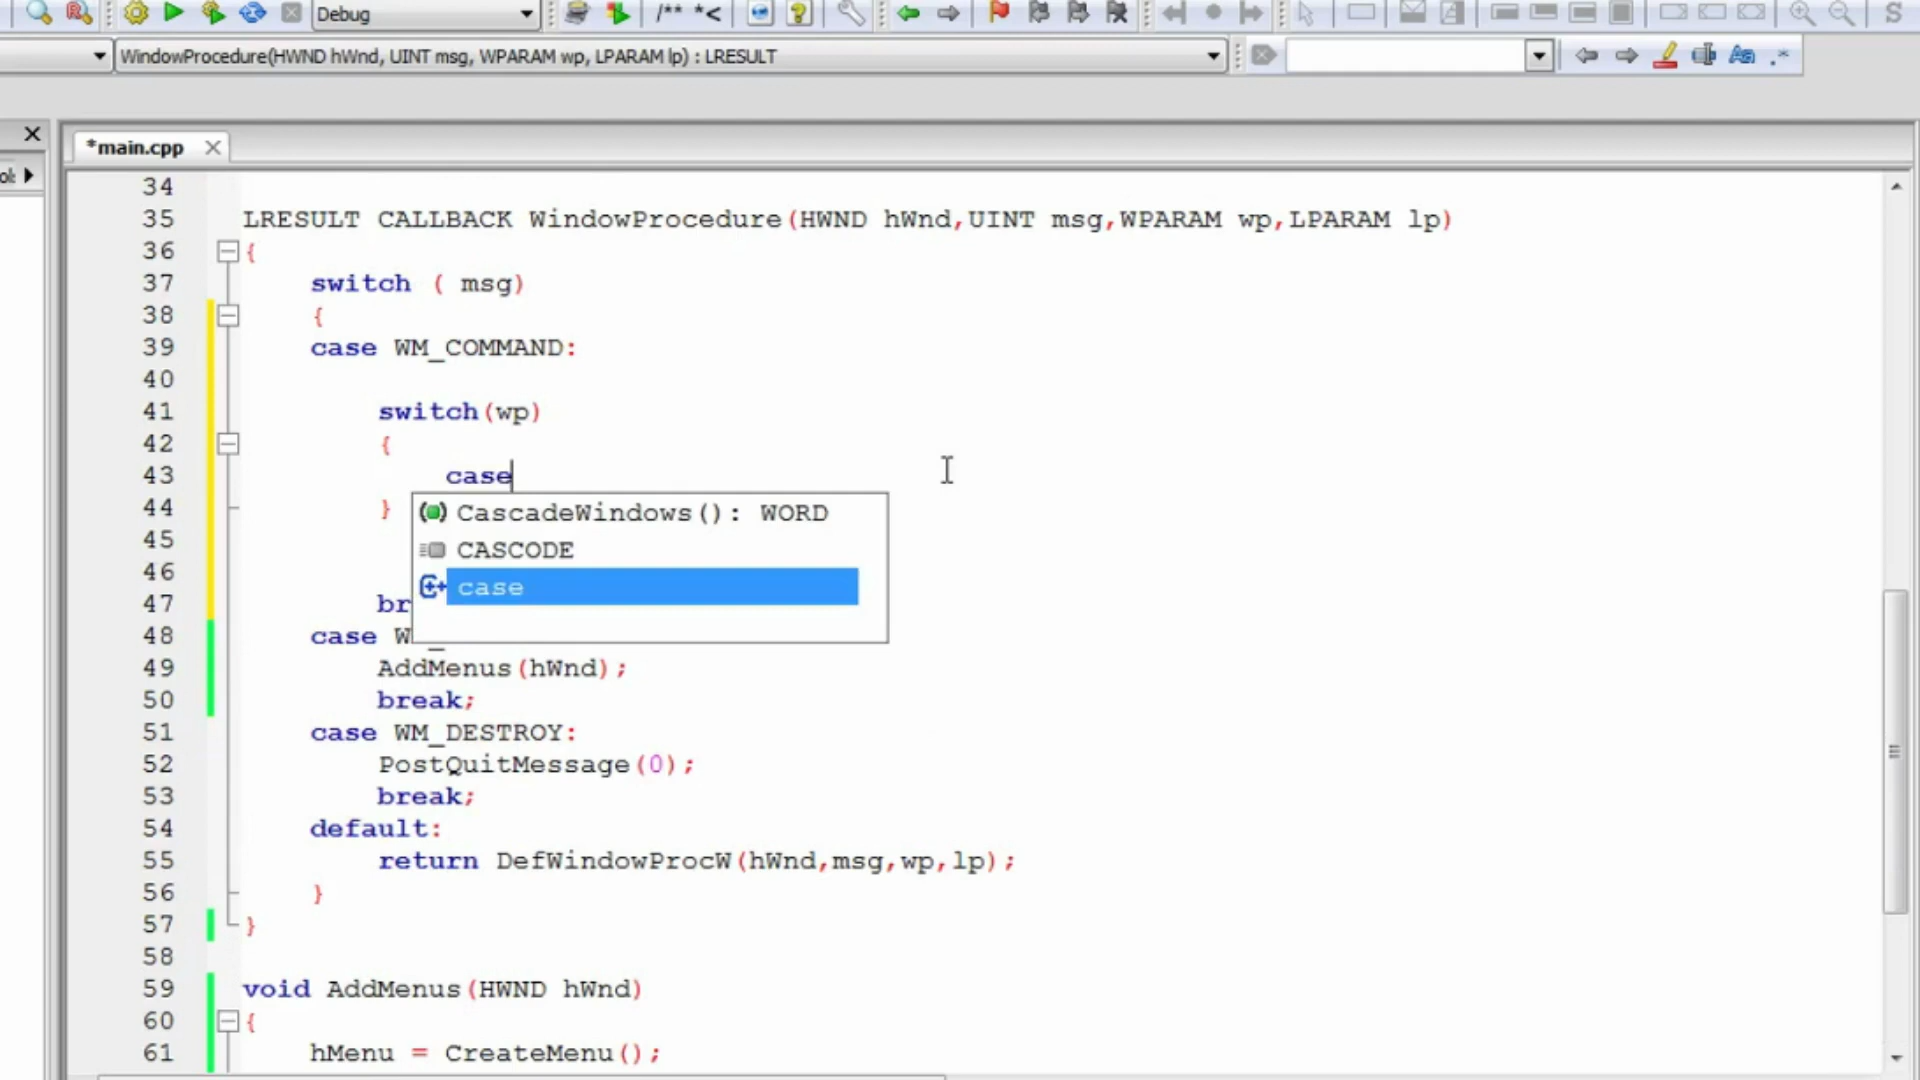 Debug
/** *<
S
WindowProcedure(HWND hWnd, UINT msg, WPARAM wp, LPARAM lp) : LRESULT
Aa .*
*main.cpp
34
35 LRESULT CALLBACK WindowProcedure(HWND hWnd,UINT msg,WPARAM wp,LPARAM lp)
36 {
37 switch ( msg)
38 {
39 case WM_COMMAND:
40
41 switch(wp)
42 {
43 case
44 }
CascadeWindows(): WORD
45
CASCODE
46
case
47 br
48 case W
49 AddMenus(hWnd);
50 break;
51 case WM_DESTROY:
52 PostQuitMessage(0);
53 break;
54 default:
55 return DefWindowProcW(hWnd,msg,wp,lp);
56 }
57 }
58
59 void AddMenus(HWND hWnd)
60 {
61 hMenu = CreateMenu();